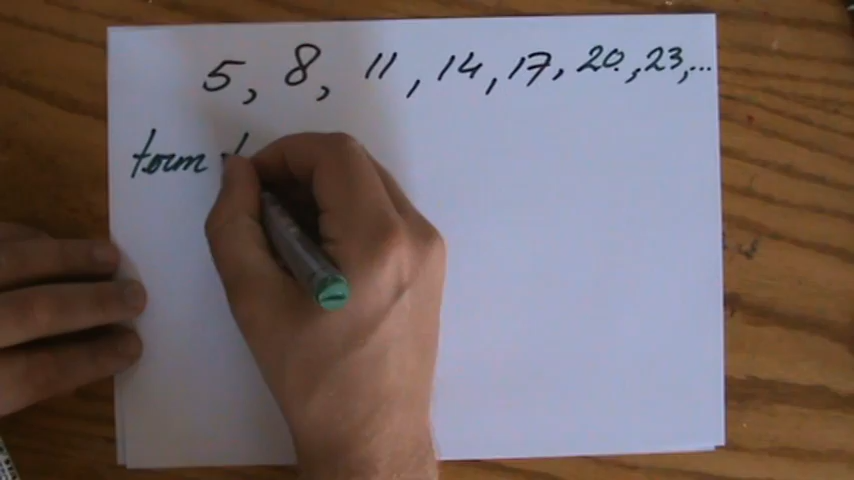 5, 8, 11, 14, 17, 20, 23,...
term t